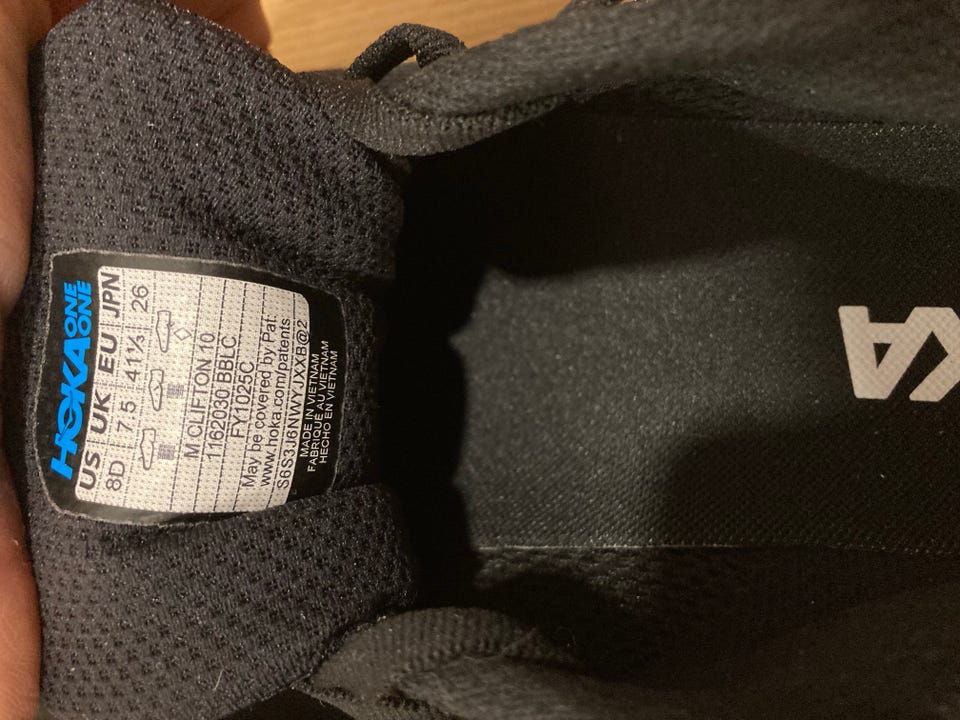 HOKA ONE ONE
US UK EU JPN
8D 7 5 41⅓ 26
M CLIFTON 10
1162030 BBLC
FY1025C
May be covered by Pat.
www.hoka.com/patents
S6S3J6NWYJXXB@2
MADE IN VIETNAM
FABRIQUÉ AU VIETNAM
HECHO EN VIETNAM
KA